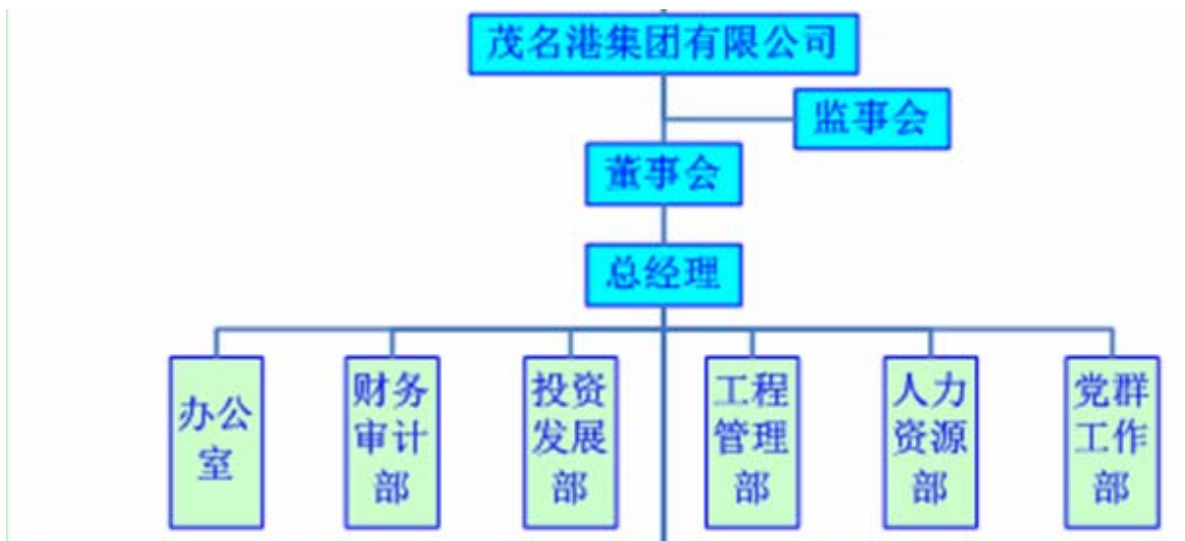 茂名港集团有限公司
监事会
董事会
总经理
办公
室
财务
审计
部
投资
发展
部
工程
管理
部
人力
资源
部
党群
工作
部